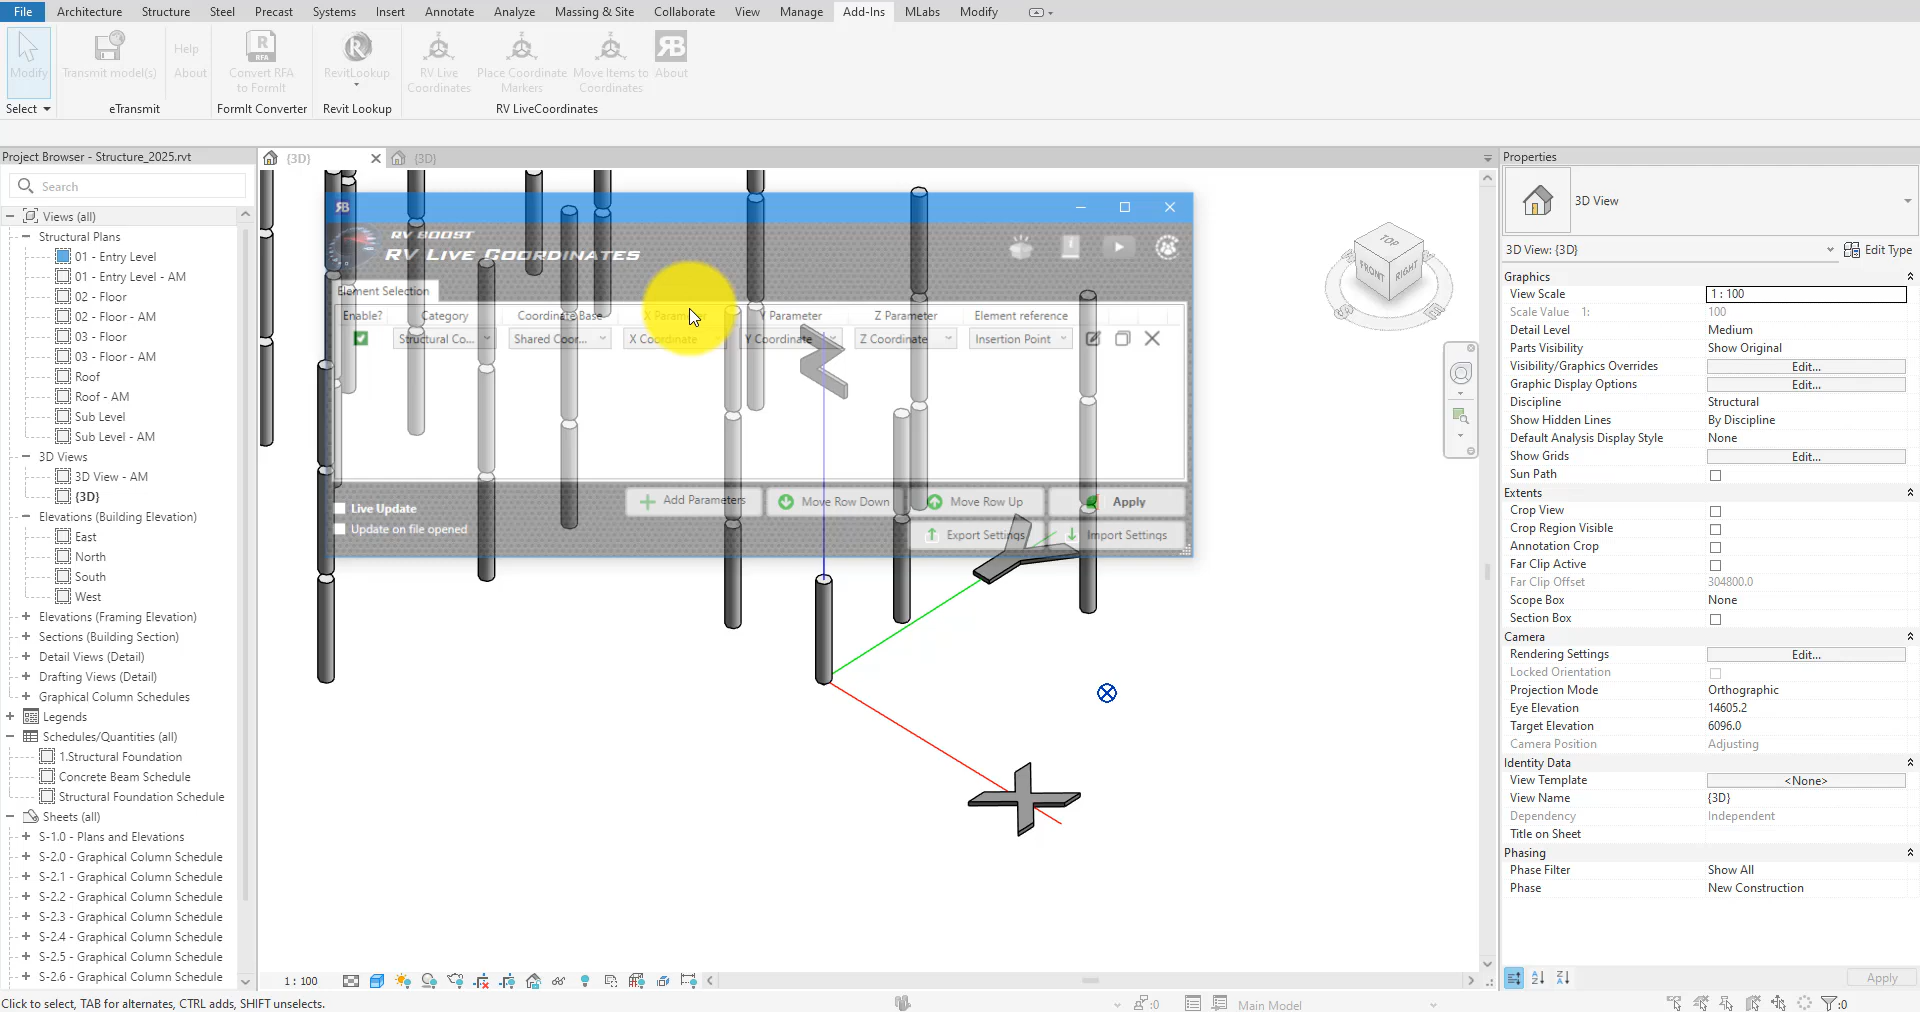 File Architecture Structure Steel Precast Systems Insert Annotate Analyze Massing & Site Collaborate View Manage Add-Ins MLabs Modify
Modify
Select
Transmit model(s)
eTransmit
Help
About
Convert RFA
to FormIt
FormIt Converter
RevitLookup
Revit Lookup
RV Live
Coordinates
Place Coordinate
Markers
Move Items to
Coordinates
About
RV LiveCoordinates
Project Browser - Structure_2025.rvt
Search
Views (all)
Structural Plans
01 - Entry Level
01 - Entry Level - AM
02 - Floor
02 - Floor - AM
03 - Floor
03 - Floor - AM
Roof
Roof - AM
Sub Level
Sub Level - AM
3D Views
3D View - AM
{3D}
Elevations (Building Elevation)
East
North
South
West
Elevations (Framing Elevation)
Sections (Building Section)
Detail Views (Detail)
Drafting Views (Detail)
Graphical Column Schedules
Legends
Schedules/Quantities (all)
1.Structural Foundation
Concrete Beam Schedule
Structural Foundation Schedule
Sheets (all)
S-1.0 - Plans and Elevations
S-2.0 - Graphical Column Schedule
S-2.1 - Graphical Column Schedule
S-2.2 - Graphical Column Schedule
S-2.3 - Graphical Column Schedule
S-2.4 - Graphical Column Schedule
S-2.5 - Graphical Column Schedule
S-2.6 - Graphical Column Schedule
{3D} {3D}
RB
RV BOOST
RV LIVE COORDINATES
Element Selection
Enable? Category Coordinate Base X Parameter Y Parameter Z Parameter Element reference
Structural Co... Shared Coor... X Coordinate Y Coordinate Z Coordinate Insertion Point
Live Update
Update on file opened
Add Parameters Move Row Down Move Row Up Apply
Export Settings Import Settings
TOP
FRONT
RIGHT
1 : 100
Properties
3D View
3D View: {3D} Edit Type
Graphics
View Scale 1 : 100
Scale Value 1: 100
Detail Level Medium
Parts Visibility Show Original
Visibility/Graphics Overrides Edit...
Graphic Display Options Edit...
Discipline Structural
Show Hidden Lines By Discipline
Default Analysis Display Style None
Show Grids Edit...
Sun Path
Extents
Crop View
Crop Region Visible
Annotation Crop
Far Clip Active
Far Clip Offset 304800.0
Scope Box None
Section Box
Camera
Rendering Settings Edit...
Locked Orientation
Projection Mode Orthographic
Eye Elevation 14605.2
Target Elevation 6096.0
Camera Position Adjusting
Identity Data
View Template <None>
View Name {3D}
Dependency Independent
Title on Sheet
Phasing
Phase Filter Show All
Phase New Construction
Apply
Click to select, TAB for alternates, CTRL adds, SHIFT unselects.
:0
Main Model
:0